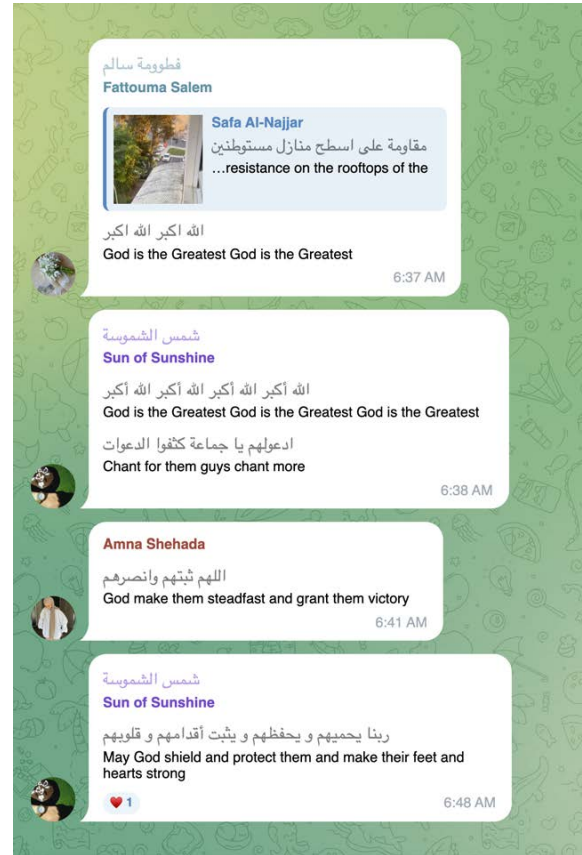 فطوومة سالم
Fattouma Salem
Safa Al-Najjar
مقاومة على اسطح منازل مستوطنين
...resistance on the rooftops of the
الله اكبر الله اكبر
God is the Greatest God is the Greatest
6:37 AM
شمس الشموسة
Sun of Sunshine
الله أكبر الله أكبر الله أكبر الله أكبر
God is the Greatest God is the Greatest God is the Greatest
ادعولهم يا جماعة كثفوا الدعوات
Chant for them guys chant more
6:38 AM
Amna Shehada
اللهم ثبتهم وانصرهم
God make them steadfast and grant them victory
6:41 AM
شمس الشموسة
Sun of Sunshine
ربنا يحميهم و يحفظهم و يثبت أقدامهم و قلوبهم
May God shield and protect them and make their feet and
hearts strong
1
6:48 AM